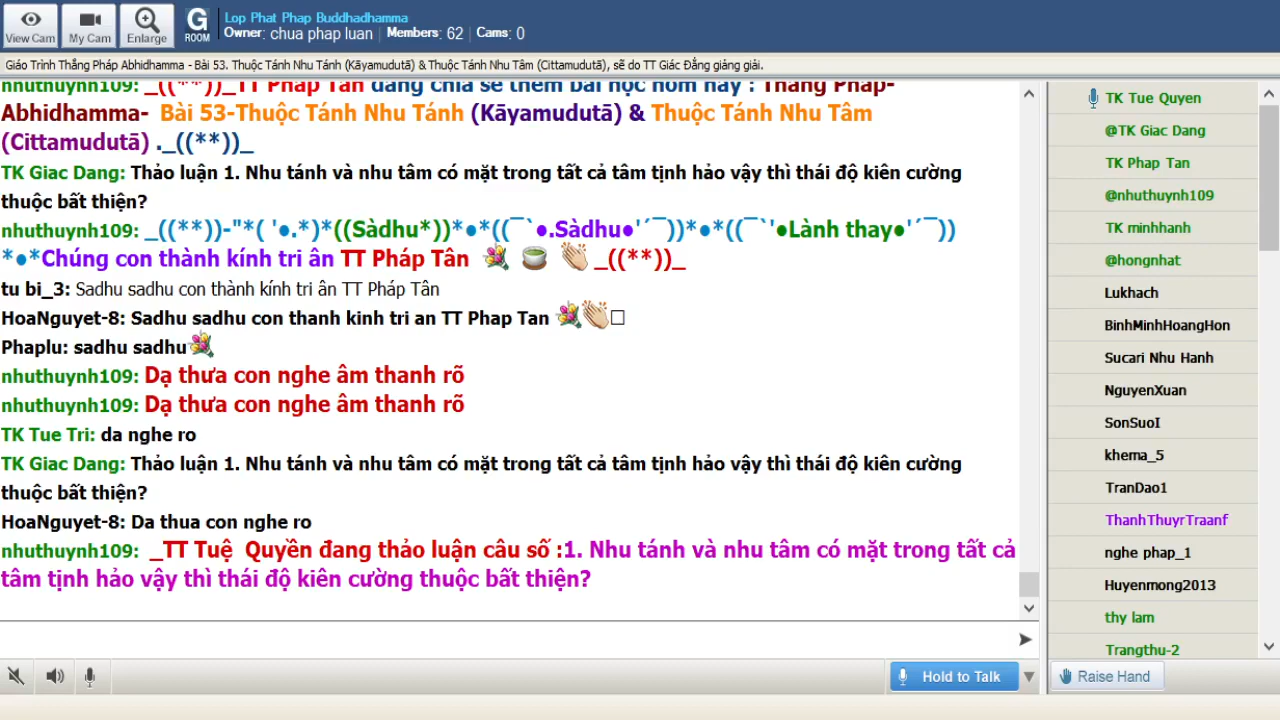 View Cam
My Cam
Enlarge
G
ROOM
Lop Phat Phap Buddhadhamma
Owner: chua phap luan | Members: 62 | Cams: 0
Giáo Trình Thắng Pháp Abhidhamma - Bài 53. Thuộc Tánh Nhu Tánh (Kāyamudutā) & Thuộc Tánh Nhu Tâm (Cittamudutā), sẽ do TT Giác Đẳng giảng giải.
nhuthuynh109: _((**))_TT Pháp Tân đang chia sẻ thêm bài học hôm nay : Thắng Pháp-
Abhidhamma- Bài 53-Thuộc Tánh Nhu Tánh (Kāyamudutā) & Thuộc Tánh Nhu Tâm
(Cittamudutā) ._((**))_
TK Giac Dang: Thảo luận 1. Nhu tánh và nhu tâm có mặt trong tất cả tâm tịnh hảo vậy thì thái độ kiên cường
thuộc bất thiện?
nhuthuynh109: _((**))-"*( '●.*)*((Sàdhu*))*●*((¯`●.Sàdhu●'´¯))*●*((¯`'●Lành thay●'´¯))
*●*Chúng con thành kính tri ân TT Pháp Tân 💐 🍵 👏 _((**))_
tu bi_3: Sadhu sadhu con thành kính tri ân TT Pháp Tân
HoaNguyet-8: Sadhu sadhu con thanh kinh tri an TT Phap Tan 💐👏□
Phaplu: sadhu sadhu💐
nhuthuynh109: Dạ thưa con nghe âm thanh rõ
nhuthuynh109: Dạ thưa con nghe âm thanh rõ
TK Tue Tri: da nghe ro
TK Giac Dang: Thảo luận 1. Nhu tánh và nhu tâm có mặt trong tất cả tâm tịnh hảo vậy thì thái độ kiên cường
thuộc bất thiện?
HoaNguyet-8: Da thua con nghe ro
nhuthuynh109: _TT Tuệ Quyền đang thảo luận câu số :1. Nhu tánh và nhu tâm có mặt trong tất cả
tâm tịnh hảo vậy thì thái độ kiên cường thuộc bất thiện?
Hold to Talk
TK Tue Quyen
@TK Giac Dang
TK Phap Tan
@nhuthuynh109
TK minhhanh
@hongnhat
Lukhach
BinhMinhHoangHon
Sucari Nhu Hanh
NguyenXuan
SonSuoI
khema_5
TranDao1
ThanhThuyrTraanf
nghe phap_1
Huyenmong2013
thy lam
Trangthu-2
Raise Hand